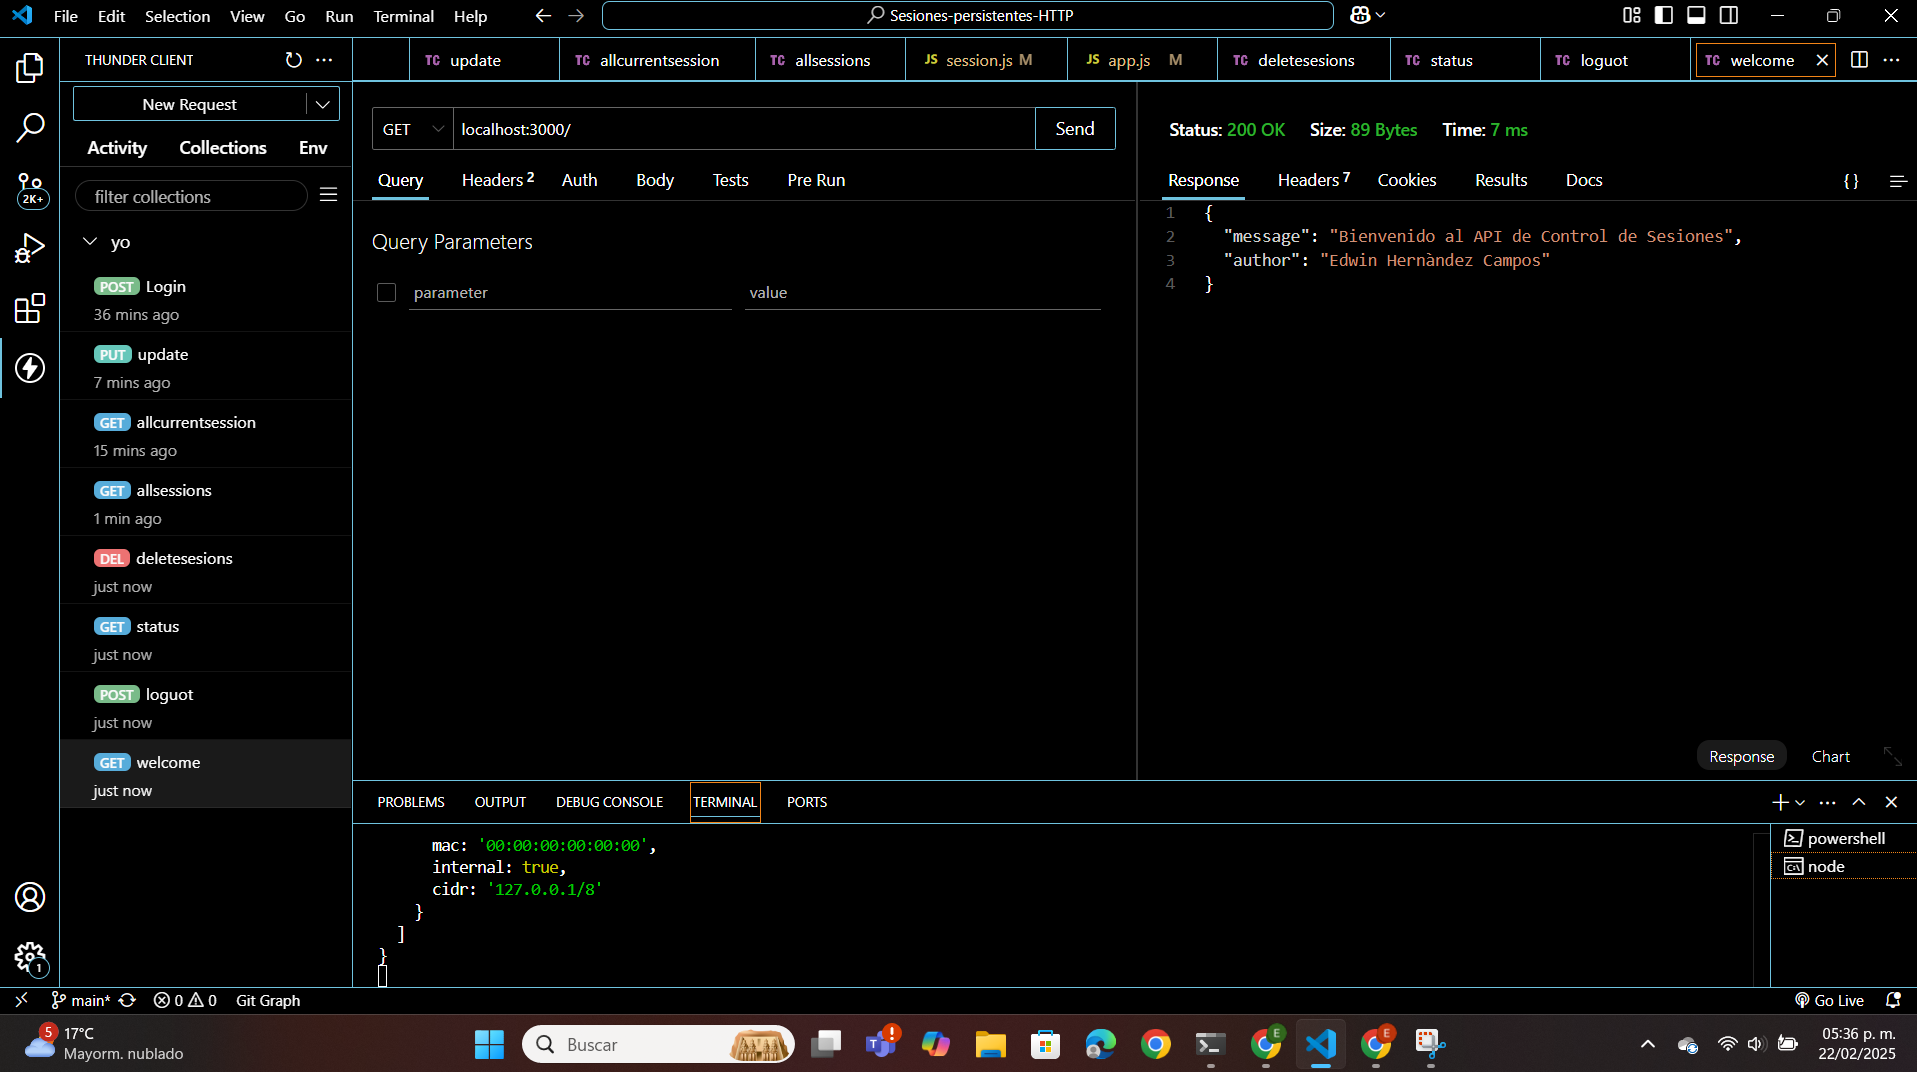 File Edit Selection View Go Run Terminal Help
Sesiones-persistentes-HTTP
THUNDER CLIENT
TC update
TC allcurrentsession
TC allsessions
JS session.js M
JS app.js M
TC deletesesions
TC status
TC loguot
TC welcome
New Request
Activity Collections Env
filter collections
2K+
yo
POST Login
36 mins ago
PUT update
7 mins ago
GET allcurrentsession
15 mins ago
GET allsessions
1 min ago
DEL deletesesions
just now
GET status
just now
POST loguot
just now
GET welcome
just now
1
GET localhost:3000/ Send
Query Headers 2 Auth Body Tests Pre Run
Query Parameters
parameter value
Status: 200 OK Size: 89 Bytes Time: 7 ms
Response Headers 7 Cookies Results Docs {}
1 {
2 "message": "Bienvenido al API de Control de Sesiones",
3 "author": "Edwin Hernàndez Campos"
4 }
Response Chart
PROBLEMS OUTPUT DEBUG CONSOLE TERMINAL PORTS
mac: '00:00:00:00:00:00',
internal: true,
cidr: '127.0.0.1/8'
}
]
}
powershell
node
main* 0 0 Git Graph
Go Live
5
17°C
Mayorm. nublado
Buscar
T
E
E
05:36 p. m.
22/02/2025